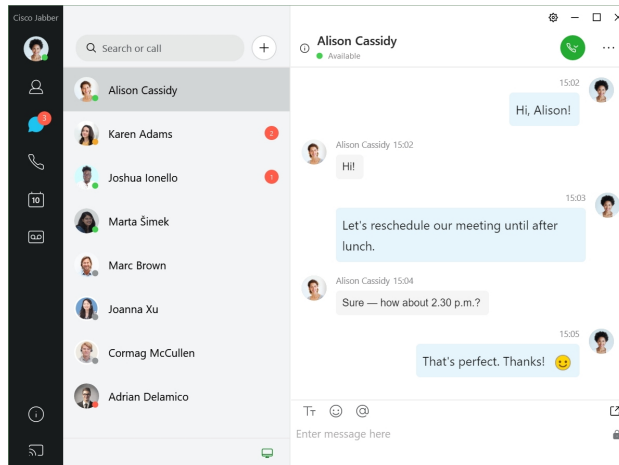 Cisco Jabber
3
10
Search or call
Alison Cassidy
Karen Adams
2
Joshua Ionello
1
Marta Šimek
Marc Brown
Joanna Xu
Cormag McCullen
Adrian Delamico
Alison Cassidy
Available
15:02
Hi, Alison!
Alison Cassidy 15:02
Hi!
15:03
Let's reschedule our meeting until after
lunch.
Alison Cassidy 15:04
Sure — how about 2.30 p.m.?
15:05
That's perfect. Thanks!
Tт
@
Enter message here